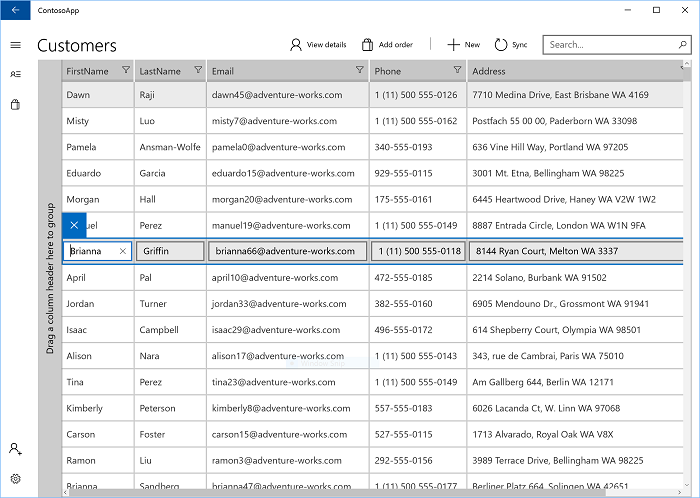 ContosoApp
Customers
View details
Add order
New
Sync
Search...
Drag a column header here to group
FirstName LastName Email Phone Address
Dawn Raji dawn45@adventure-works.com 1 (11) 500 555-0126 7710 Medina Drive, East Brisbane WA 4169
Misty Luo misty7@adventure-works.com 1 (11) 500 555-0162 Postfach 55 00 00, Paderborn WA 33098
Pamela Ansman-Wolfe pamela0@adventure-works.com 340-555-0193 636 Vine Hill Way, Portland WA 97205
Eduardo Garcia eduardo15@adventure-works.com 929-555-0115 3001 Mt. Etna, Bellingham WA 98225
Morgan Hall morgan20@adventure-works.com 175-555-0161 6445 Heartwood Drive, Haney WA V2W 1W2
uel Perez manuel19@adventure-works.com 1 (11) 500 555-0149 8887 Entrada Circle, London WA W1N 9FA
Brianna Griffin brianna66@adventure-works.com 1 (11) 500 555-0118 8144 Ryan Court, Melton WA 3337
April Pal april10@adventure-works.com 472-555-0185 2214 Solano, Burbank WA 91502
Jordan Turner jordan33@adventure-works.com 382-555-0160 6905 Mendouno Dr., Grossmont WA 41941
Isaac Campbell isaac29@adventure-works.com 496-555-0172 614 Shepberry Court, Olympia WA 98501
Alison Nara alison17@adventure-works.com 1 (11) 500 555-0143 343, rue de Cambrai, Paris WA 75010
Tina Perez tina23@adventure-works.com 1 (11) 500 555-0149 Am Gallberg 644, Berlin WA 12171
Kimberly Peterson kimberly8@adventure-works.com 557-555-0183 6026 Lacanda Ct, W. Linn WA 97068
Carson Foster carson15@adventure-works.com 527-555-0115 1713 Alvarado, Royal Oak WA V8X
Ramon Liu ramon3@adventure-works.com 292-555-0156 3989 Terrace Drive, Bellingham WA 98225
Brianna Sandberg brianna47@adventure-works.com 1 (11) 500 555-0177 Berliner Platz 664, Solingen WA 42651